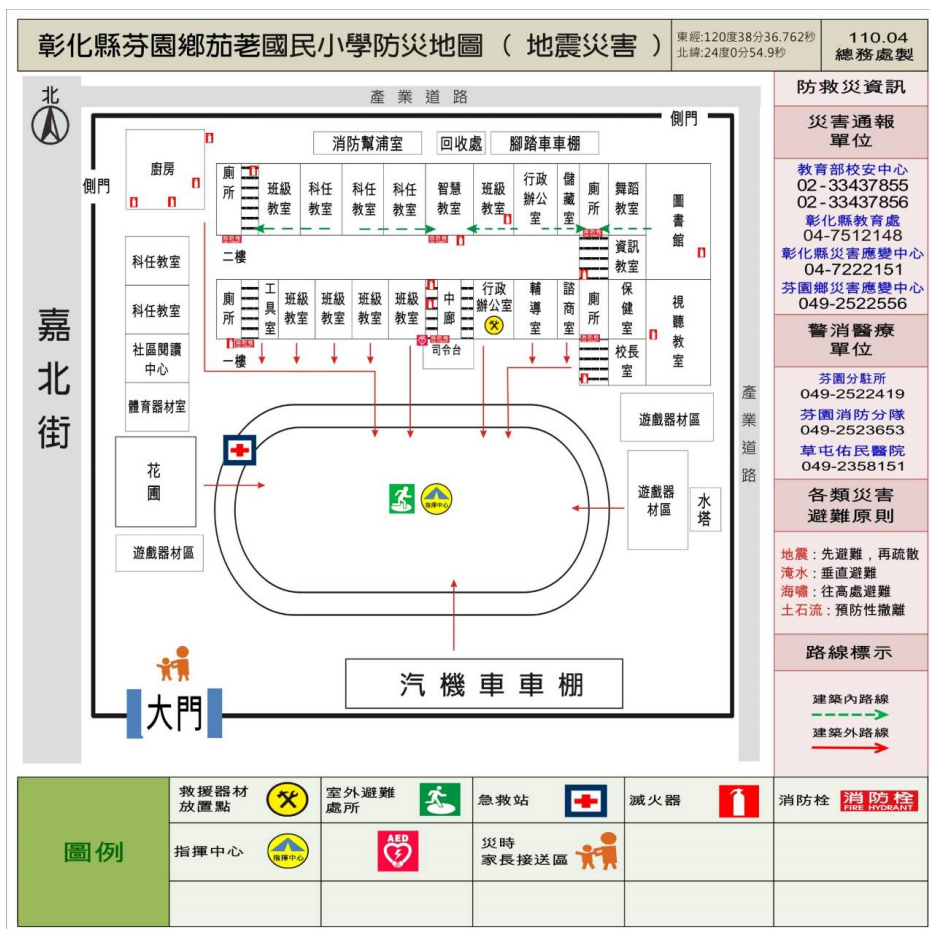 彰化縣芬園鄉茄荖國民小學防災地圖 ( 地震災害 )
東經:120度38分36.762秒
北緯:24度0分54.9秒
110.04
總務處製
北
產業道路
側門
消防幫浦室
回收處
腳踏車車棚
側門
廚房
廁所
班級
教室
科任
教室
科任
教室
科任
教室
智慧
教室
班級
教室
行政
辦公
室
儲藏室
廁所
舞蹈
教室
圖書館
消防栓
消防栓
消防栓
二樓
資訊
教室
科任教室
科任教室
社區閱讀
中心
體育器材室
廁所
工具室
班級
教室
班級
教室
班級
教室
班級
教室
中廊
行政
辦公室
輔導室
諮商室
廁所
保健室
視聽教室
消防栓
消防栓
消防栓
一樓
司令台
校長室
嘉北街
產業道路
遊戲器材區
花圃
指揮中心
遊戲器
材區
水塔
遊戲器材區
汽機車車棚
大門
防救災資訊
災害通報
單位
教育部校安中心
02-33437855
02-33437856
彰化縣教育處
04-7512148
彰化縣災害應變中心
04-7222151
芬園鄉災害應變中心
049-2522556
警消醫療
單位
芬園分駐所
049-2522419
芬園消防分隊
049-2523653
草屯佑民醫院
049-2358151
各類災害
避難原則
地震：先避難，再疏散
淹水：垂直避難
海嘯：往高處避難
土石流：預防性撤離
路線標示
建築內路線
建築外路線
圖例
救援器材
放置點
室外避難
處所
急救站
滅火器
消防栓
消防栓
FIRE HYDRANT
指揮中心
指揮中心
AED
災時
家長接送區